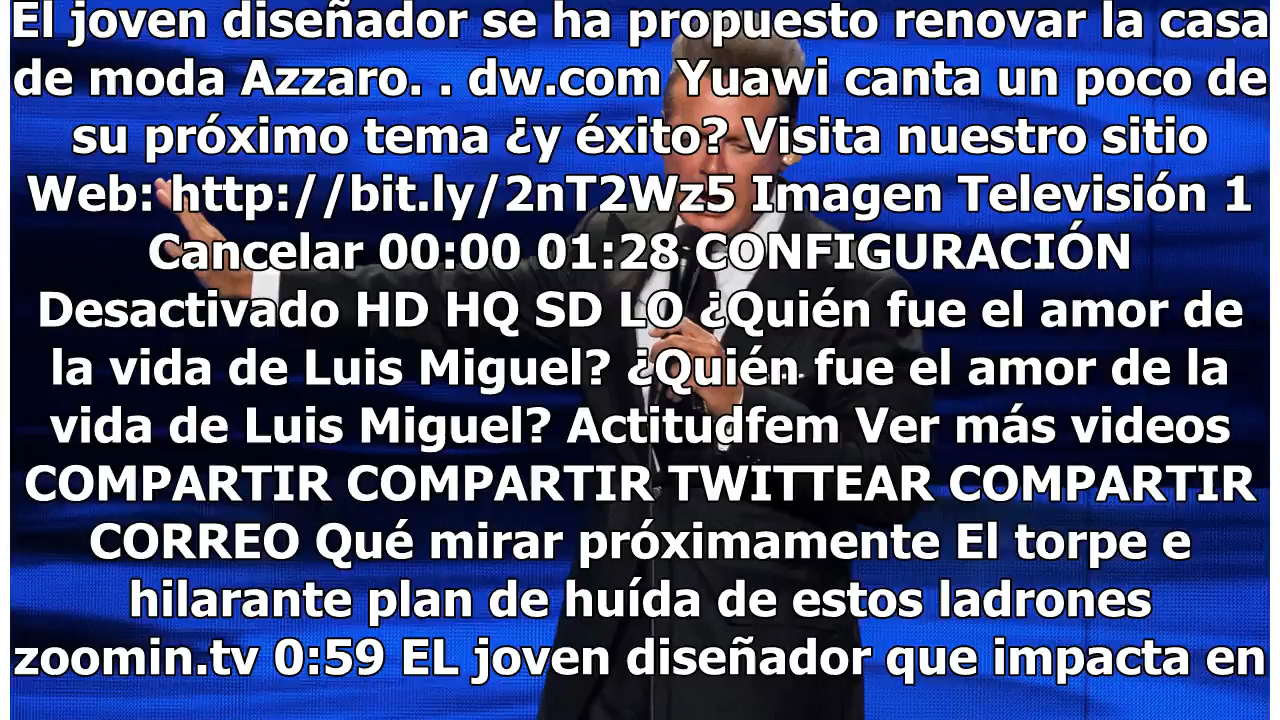 El joven diseñador se ha propuesto renovar la casa
de moda Azzaro. . dw.com Yuawi canta un poco de
su próximo tema ¿y éxito? Visita nuestro sitio
Web: http://bit.ly/2nT2Wz5 Imagen Televisión 1
Cancelar 00:00 01:28 CONFIGURACIÓN
Desactivado HD HQ SD LO ¿Quién fue el amor de
la vida de Luis Miguel? ¿Quién fue el amor de la
vida de Luis Miguel? Actitudfem Ver más videos
COMPARTIR COMPARTIR TWITTEAR COMPARTIR
CORREO Qué mirar próximamente El torpe e
hilarante plan de huída de estos ladrones
zoomin.tv 0:59 EL joven diseñador que impacta en